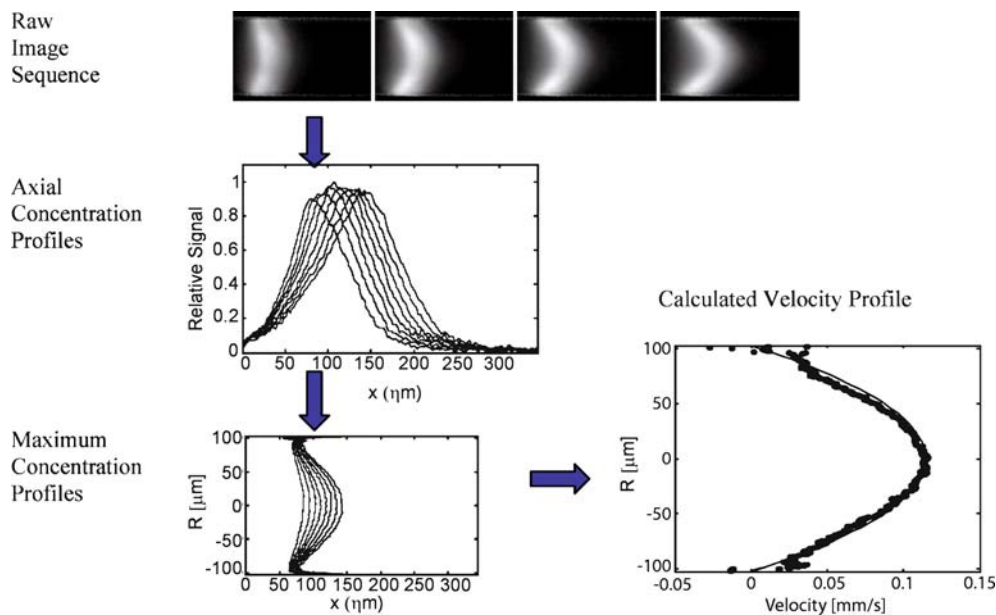 Raw
Image
Sequence
Axial
Concentration
Profiles
Relative Signal
1
0.8
0.6
0.4
0.2
0
0 50 100 150 200 250 300
x (ηm)
Maximum
Concentration
Profiles
R [μm]
100
50
0
-50
-100
0 50 100 150 200 250 300
x (ηm)
Calculated Velocity Profile
R [μm]
100
50
0
-50
-100
-0.05 0 0.05 0.1 0.15
Velocity [mm/s]